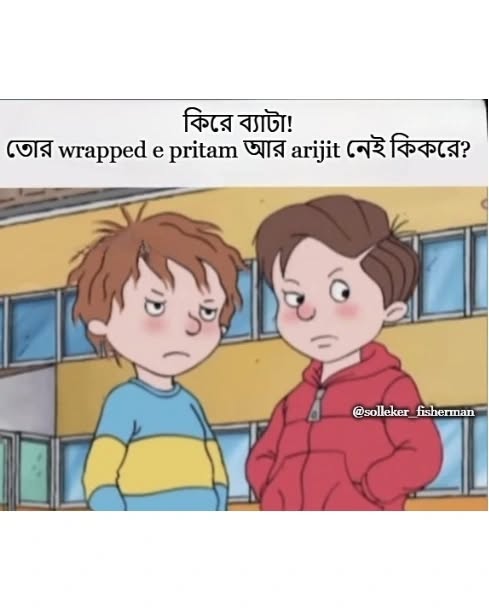 কিরে ব্যাটা!
তোর wrapped e pritam আর arijit নেই কিকরে?
@solleker_fisherman